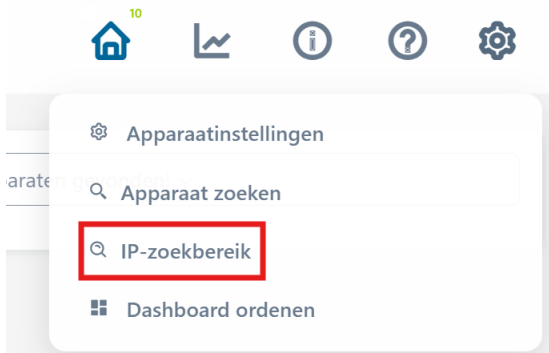 10
Apparaatinstellingen
Apparaat zoeken
IP-zoekbereik
Dashboard ordenen